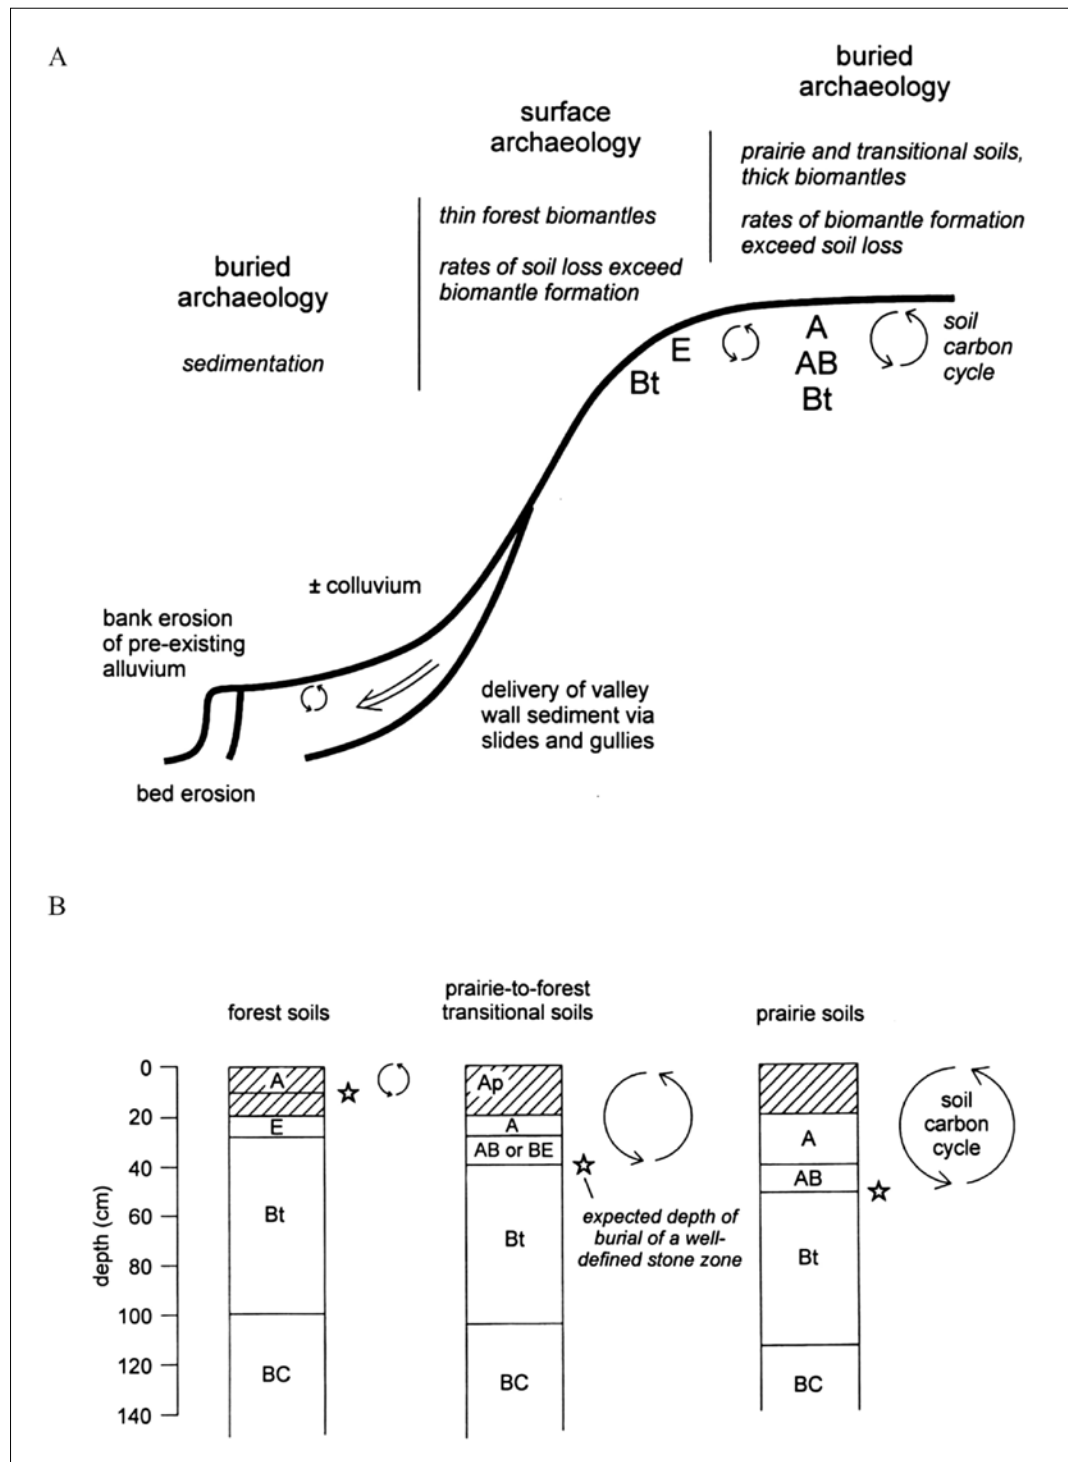 A
buried
archaeology
surface
archaeology
prairie and transitional soils,
thick biomantles
rates of biomantle formation
exceed soil loss
thin forest biomantles
rates of soil loss exceed
biomantle formation
buried
archaeology
sedimentation
E
Bt
A
AB
Bt
soil
carbon
cycle
± colluvium
bank erosion
of pre-existing
alluvium
delivery of valley
wall sediment via
slides and gullies
bed erosion
B
forest soils
prairie-to-forest
transitional soils
prairie soils
depth (cm)
0
20
40
60
80
100
120
140
A
E
Bt
BC
Ap
A
AB or BE
Bt
BC
expected depth of
burial of a well-
defined stone zone
A
AB
Bt
BC
soil
carbon
cycle